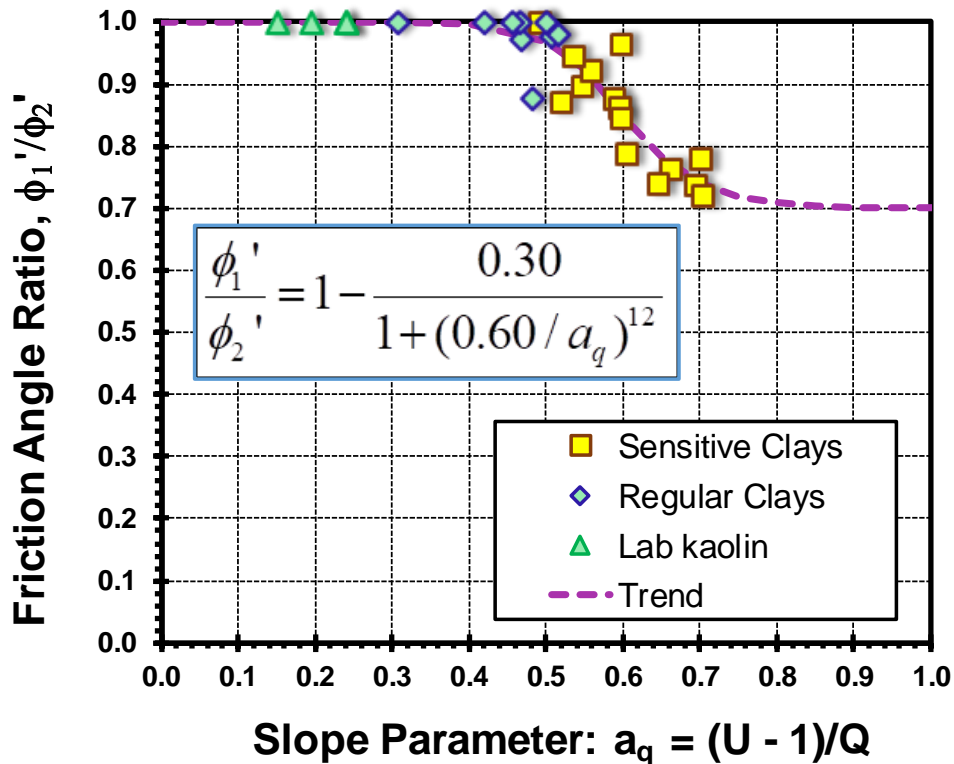 Friction Angle Ratio, ϕ₁'/ϕ₂'
1.0
0.9
0.8
0.7
0.6
0.5
0.4
0.3
0.2
0.1
0.0
ϕ₁'/ϕ₂' = 1 − 0.30/(1+(0.60 / a_q)¹²)
Sensitive Clays
Regular Clays
Lab kaolin
Trend
0.0 0.1 0.2 0.3 0.4 0.5 0.6 0.7 0.8 0.9 1.0
Slope Parameter: a_q = (U - 1)/Q